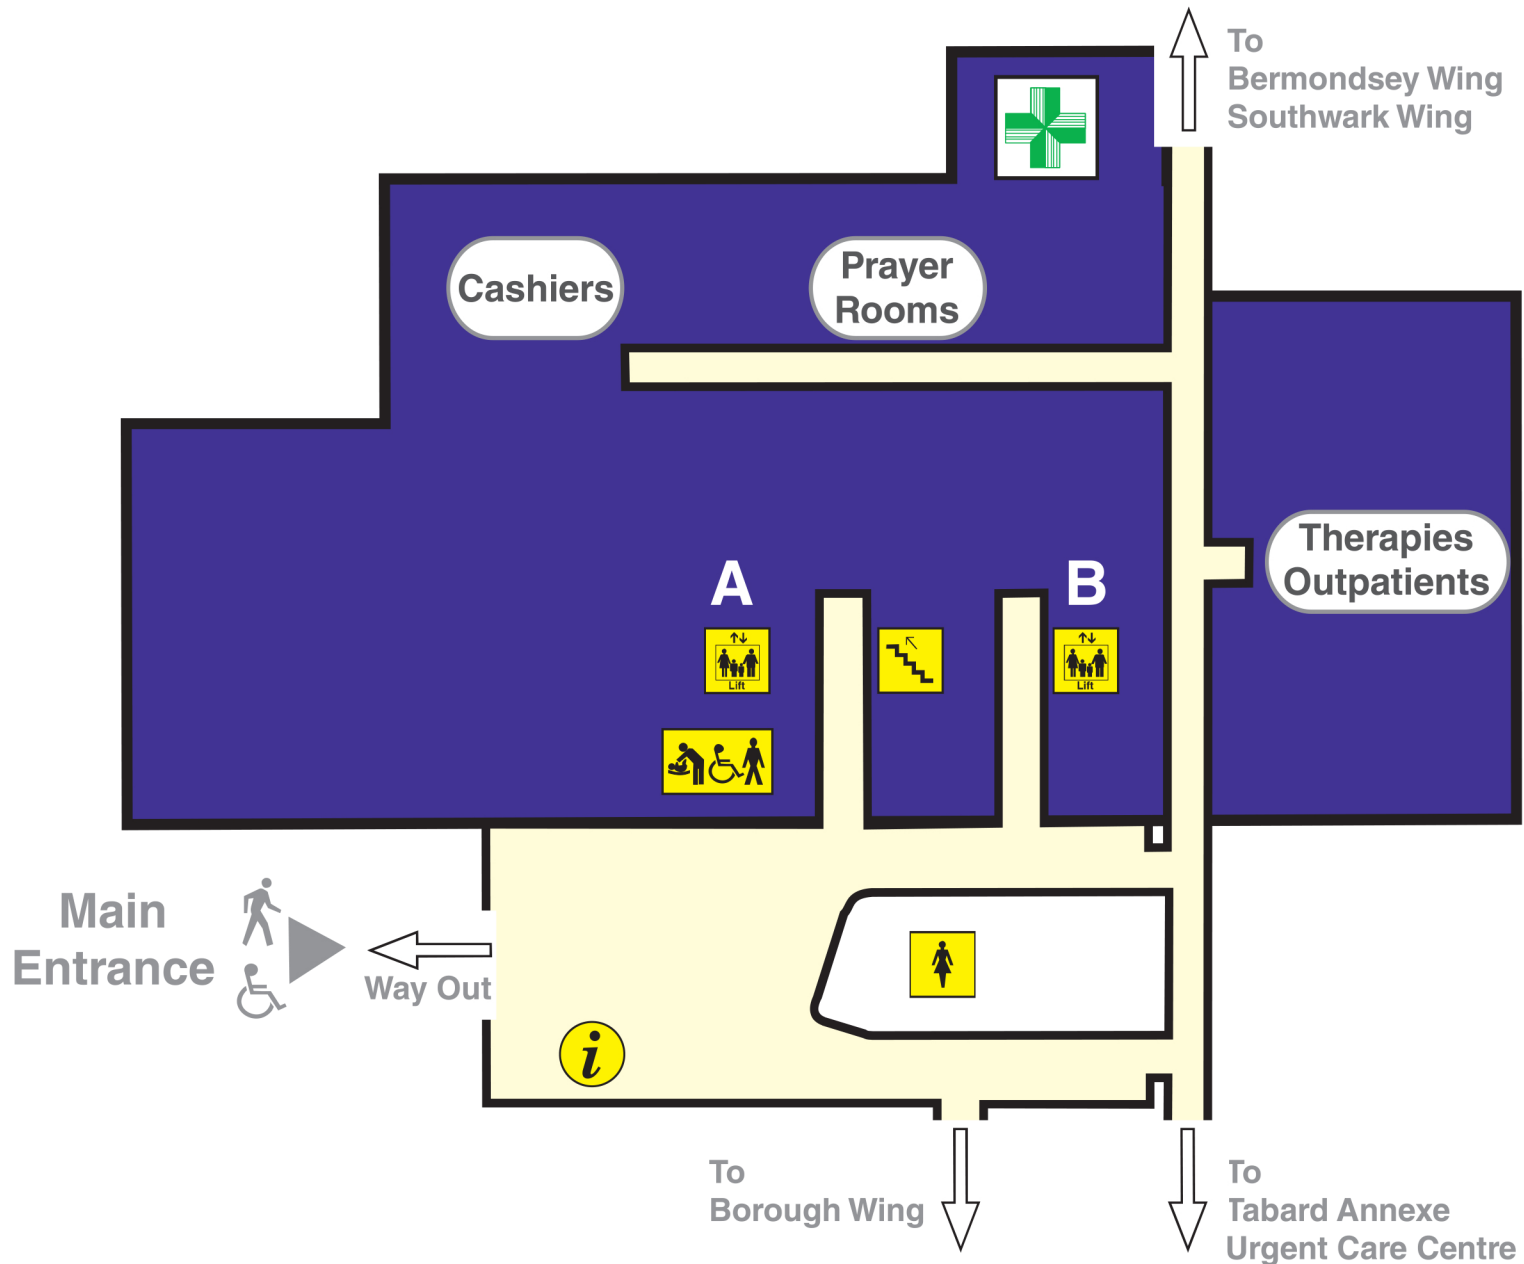 To
Bermondsey Wing
Southwark Wing
Cashiers
Prayer
Rooms
Therapies
Outpatients
A
B
Lift
Lift
Main
Entrance
Way Out
i
To
Borough Wing
To
Tabard Annexe
Urgent Care Centre